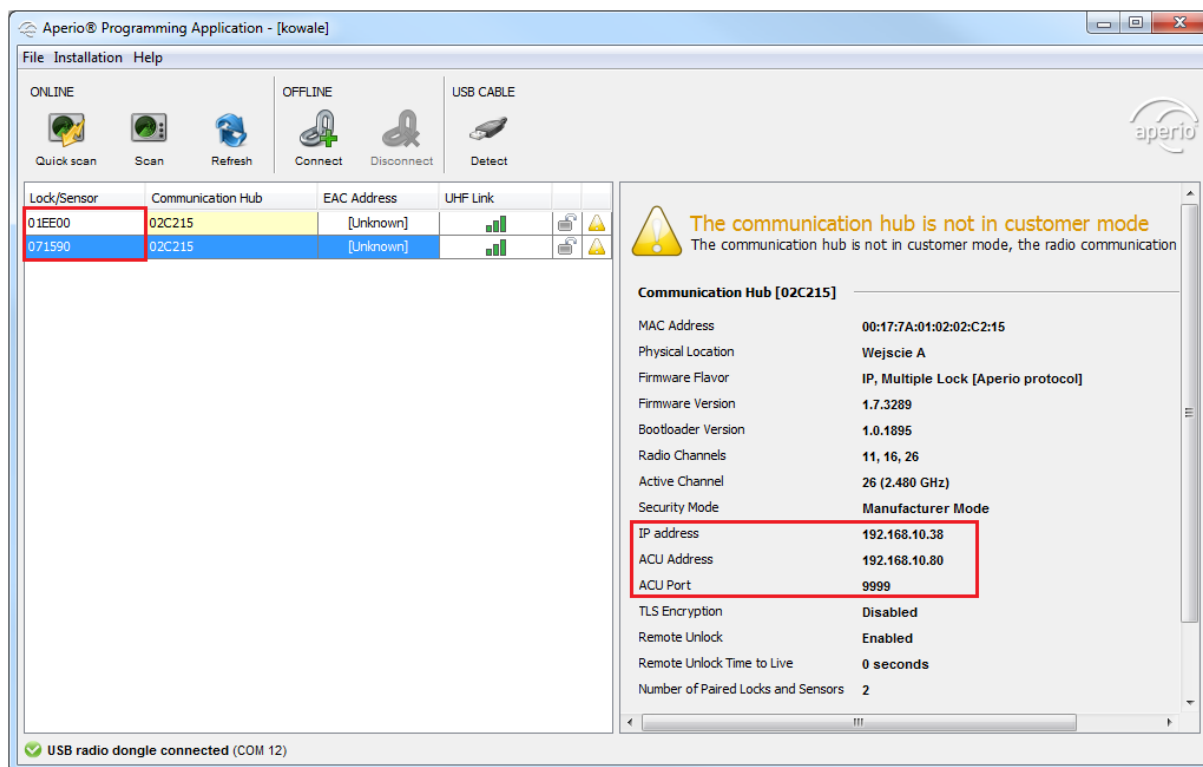 Aperio® Programming Application - [kowale]
File Installation Help
ONLINE OFFLINE USB CABLE
Quick scan Scan Refresh Connect Disconnect Detect
aperio
Lock/Sensor Communication Hub EAC Address UHF Link
01EE00 02C215 [Unknown]
071590 02C215 [Unknown]
The communication hub is not in customer mode
The communication hub is not in customer mode, the radio communication
Communication Hub [02C215]
MAC Address 00:17:7A:01:02:02:C2:15
Physical Location Wejscie A
Firmware Flavor IP, Multiple Lock [Aperio protocol]
Firmware Version 1.7.3289
Bootloader Version 1.0.1895
Radio Channels 11, 16, 26
Active Channel 26 (2.480 GHz)
Security Mode Manufacturer Mode
IP address 192.168.10.38
ACU Address 192.168.10.80
ACU Port 9999
TLS Encryption Disabled
Remote Unlock Enabled
Remote Unlock Time to Live 0 seconds
Number of Paired Locks and Sensors 2
USB radio dongle connected (COM 12)